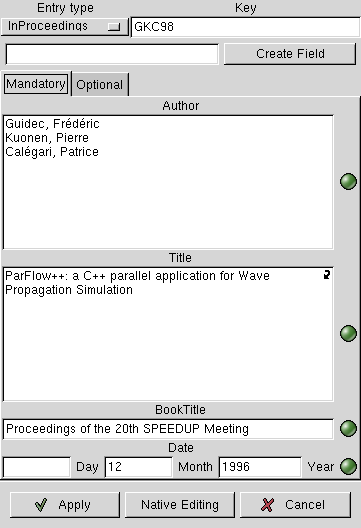 Entry type Key
InProceedings GKC98
Create Field
Mandatory Optional
Author
Guidec, Frédéric
Kuonen, Pierre
Calégari, Patrice
Title
ParFlow++: a C++ parallel application for Wave
Propagation Simulation
BookTitle
Proceedings of the 20th SPEEDUP Meeting
Date
Day 12 Month 1996 Year
Apply Native Editing Cancel